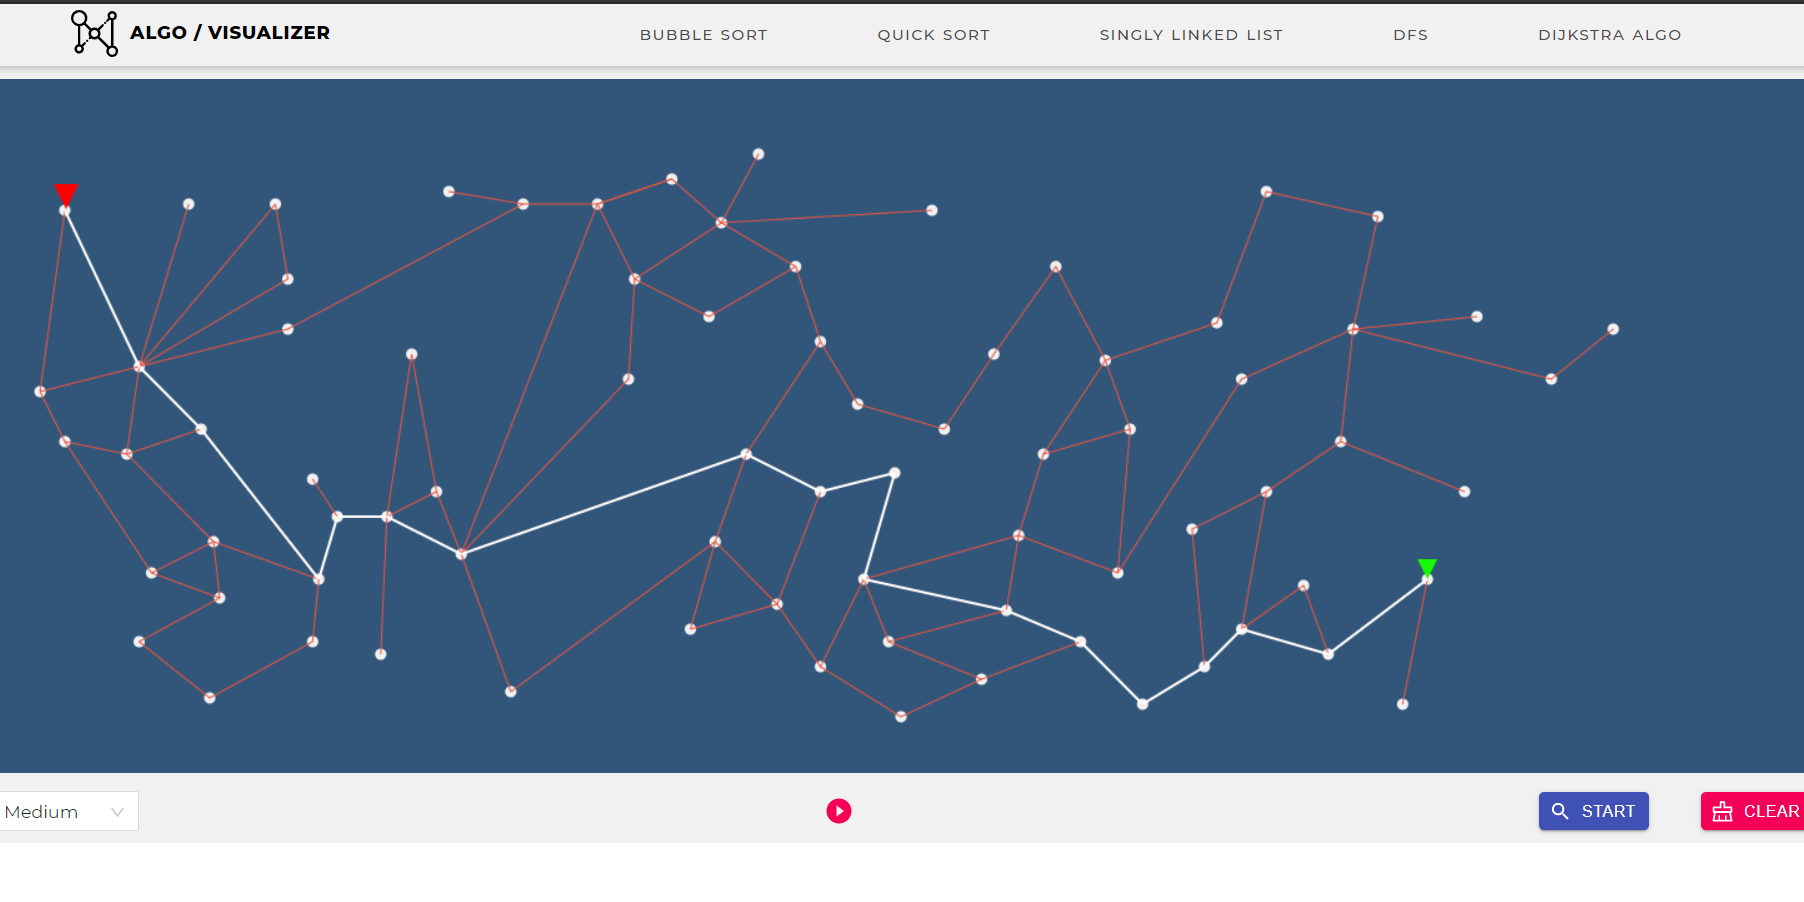 ALGO / VISUALIZER
BUBBLE SORT
QUICK SORT
SINGLY LINKED LIST
DFS
DIJKSTRA ALGO
Medium
START
CLEAR